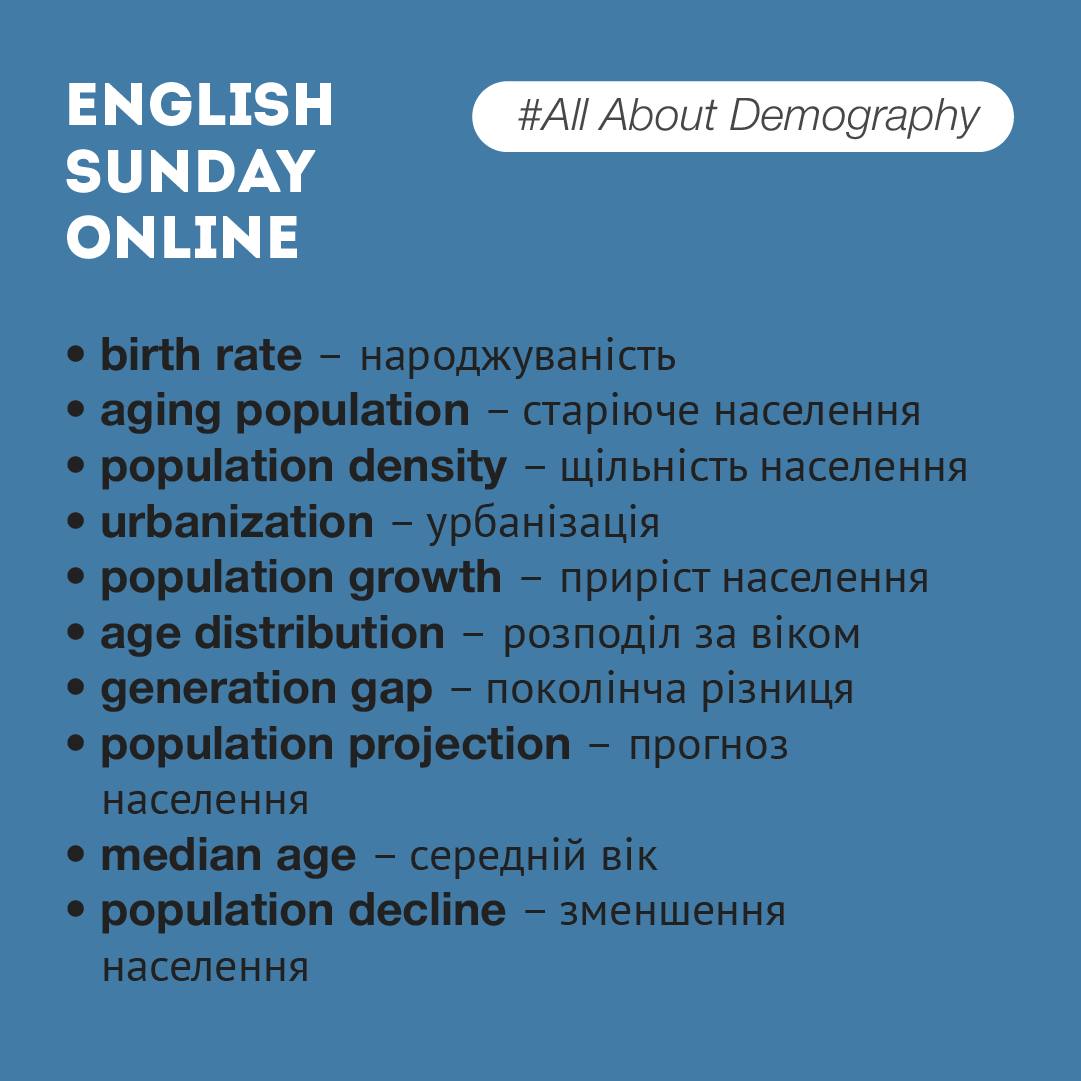 ENGLISH
SUNDAY
ONLINE
#All About Demography
• birth rate – народжуваність
• aging population – старіюче населення
• population density – щільність населення
• urbanization – урбанізація
• population growth – приріст населення
• age distribution – розподіл за віком
• generation gap – поколінча різниця
• population projection – прогноз
населення
• median age – середній вік
• population decline – зменшення
населення